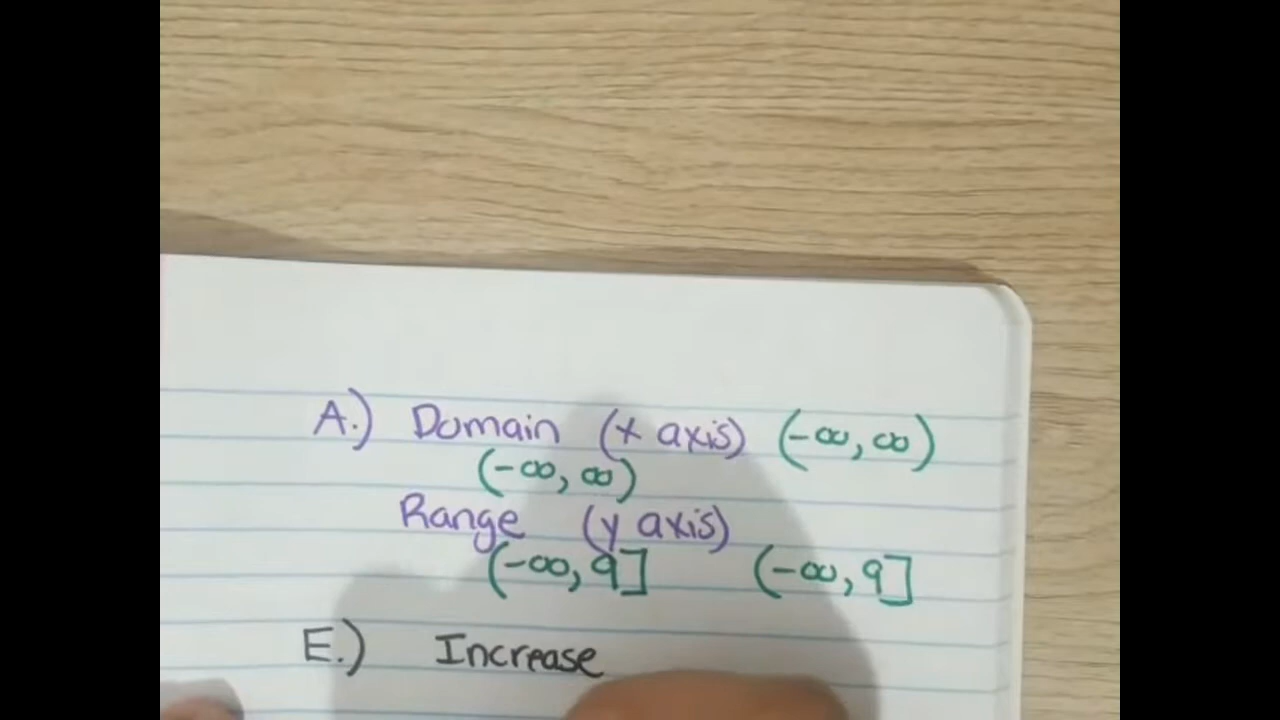 A.) Domain (x axis) (-∞, ∞)
(-∞, ∞)
Range (y axis)
(-∞, 9] (-∞, 9]
E.) Increase